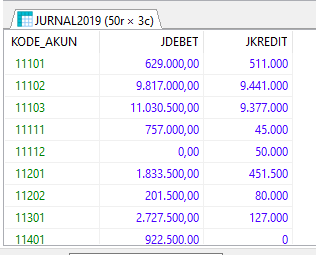 JURNAL2019 (50r × 3c)
KODE_AKUN JDEBET JKREDIT
11101 629.000,00 511.000
11102 9.817.000,00 9.441.000
11103 11.030.500,00 9.377.000
11111 757.000,00 45.000
11112 0,00 50.000
11201 1.833.500,00 451.500
11202 201.500,00 80.000
11301 2.727.500,00 127.000
11401 922.500,00 0